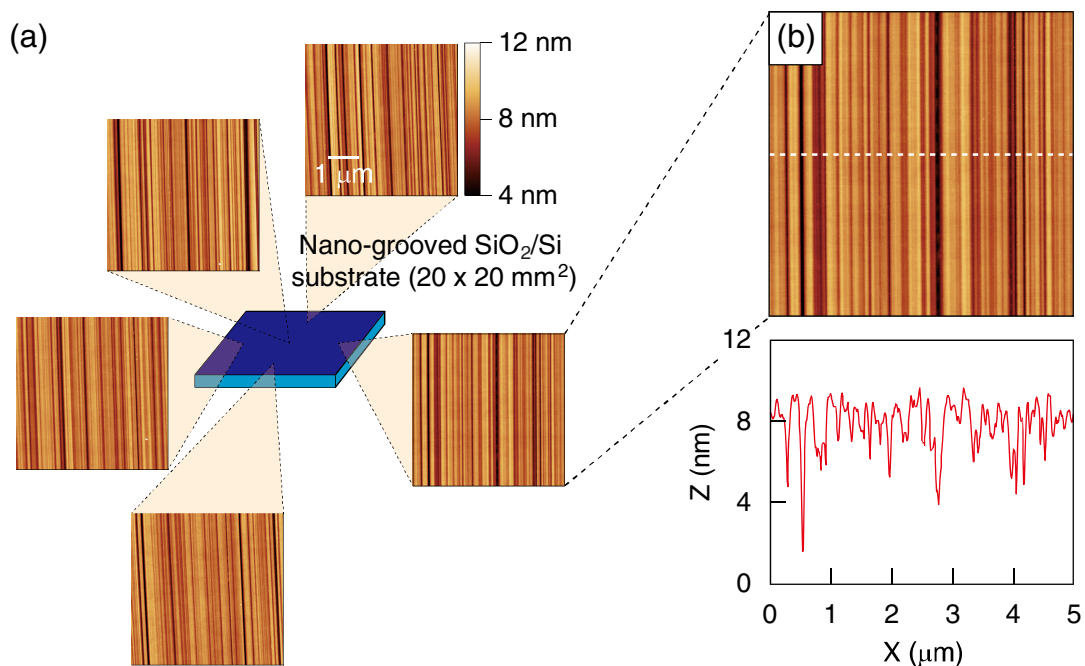 (a)
12 nm
8 nm
4 nm
1 μm
Nano-grooved SiO₂/Si
substrate (20 x 20 mm²)
(b)
12
8
4
0
Z (nm)
0 1 2 3 4 5
X (μm)